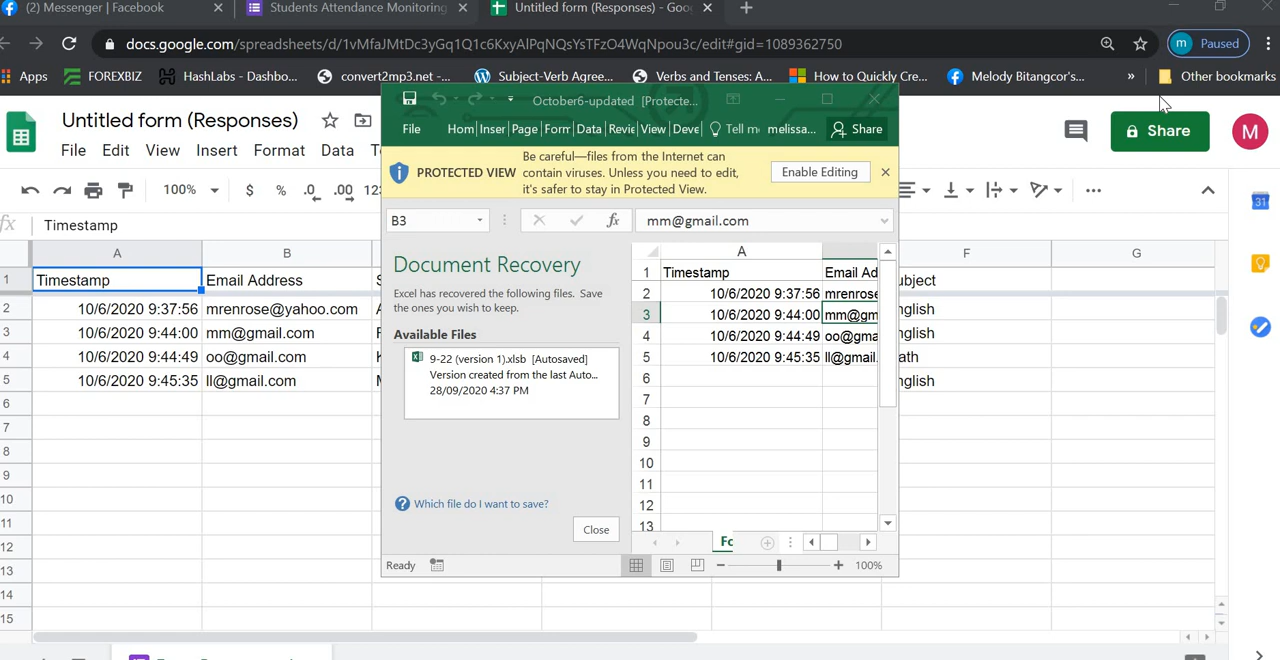 (2) Messenger | Facebook
Students Attendance Monitoring
Untitled form (Responses) - Goo
docs.google.com/spreadsheets/d/1vMfaJMtDc3yGq1Q1c6KxyAlPqNQsYsTFzO4WqNpou3c/edit#gid=1089362750
m Paused
Apps
FOREXBIZ
HashLabs - Dashbo...
convert2mp3.net -...
Subject-Verb Agree...
Verbs and Tenses: A...
How to Quickly Cre...
Melody Bitangcor's...
»
Other bookmarks
Untitled form (Responses)
File Edit View Insert Format Data
Share
M
100% $ % .0 .00 123
fx Timestamp
A B F G
1 Timestamp Email Address S ubject
2 10/6/2020 9:37:56 mrenrose@yahoo.com nglish
3 10/6/2020 9:44:00 mm@gmail.com nglish
4 10/6/2020 9:44:49 oo@gmail.com ath
5 10/6/2020 9:45:35 ll@gmail.com nglish
6
7
8
9
10
11
12
13
14
15
31
October6-updated [Protecte...
File Hom Inser Page Forr Data Revie View Deve Tell me melissa... Share
PROTECTED VIEW
Be careful—files from the Internet can
contain viruses. Unless you need to edit,
it's safer to stay in Protected View.
Enable Editing
B3 fx mm@gmail.com
Document Recovery
Excel has recovered the following files. Save
the ones you wish to keep.
Available Files
9-22 (version 1).xlsb [Autosaved]
Version created from the last Auto...
28/09/2020 4:37 PM
Which file do I want to save?
Close
A
1 Timestamp Email Ad
2 10/6/2020 9:37:56 mrenrose
3 10/6/2020 9:44:00 mm@gm
4 10/6/2020 9:44:49 oo@gma
5 10/6/2020 9:45:35 ll@gmail.
6
7
8
9
10
11
12
13
Fc
Ready
100%